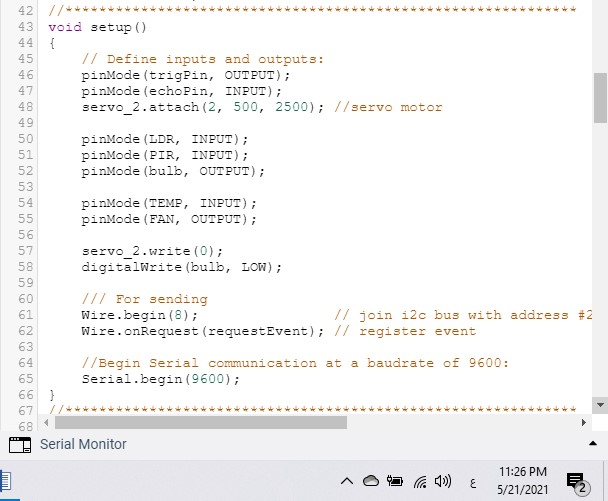 42 //**************************************************************
43 void setup()
44 {
45 // Define inputs and outputs:
46 pinMode(trigPin, OUTPUT);
47 pinMode(echoPin, INPUT);
48 servo_2.attach(2, 500, 2500); //servo motor
49
50 pinMode(LDR, INPUT);
51 pinMode(PIR, INPUT);
52 pinMode(bulb, OUTPUT);
53
54 pinMode(TEMP, INPUT);
55 pinMode(FAN, OUTPUT);
56
57 servo_2.write(0);
58 digitalWrite(bulb, LOW);
59
60 /// For sending
61 Wire.begin(8); // join i2c bus with address #2
62 Wire.onRequest(requestEvent); // register event
63
64 //Begin Serial communication at a baudrate of 9600:
65 Serial.begin(9600);
66 }
67 //**************************************************************
68
Serial Monitor
ε
11:26 PM
5/21/2021
2